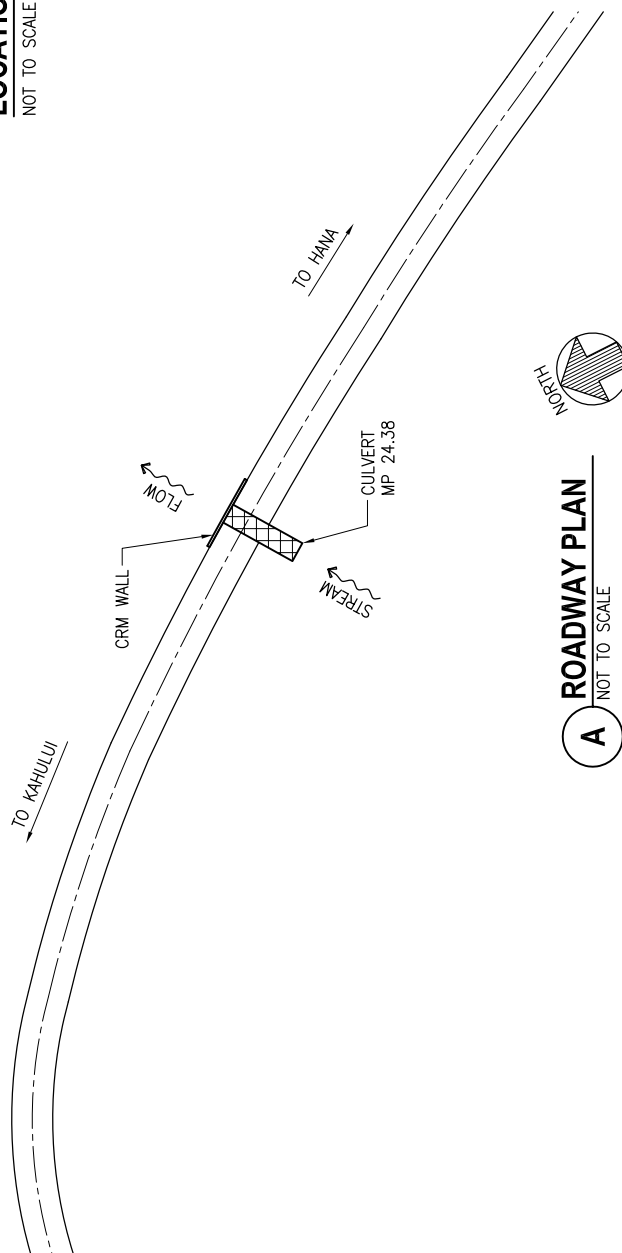 NOT TO SCALE
TO HANA
NORTH
FLOW
CULVERT
MP 24.38
CRM WALL
STREAM
TO KAHULUI
A
ROADWAY PLAN
NOT TO SCALE